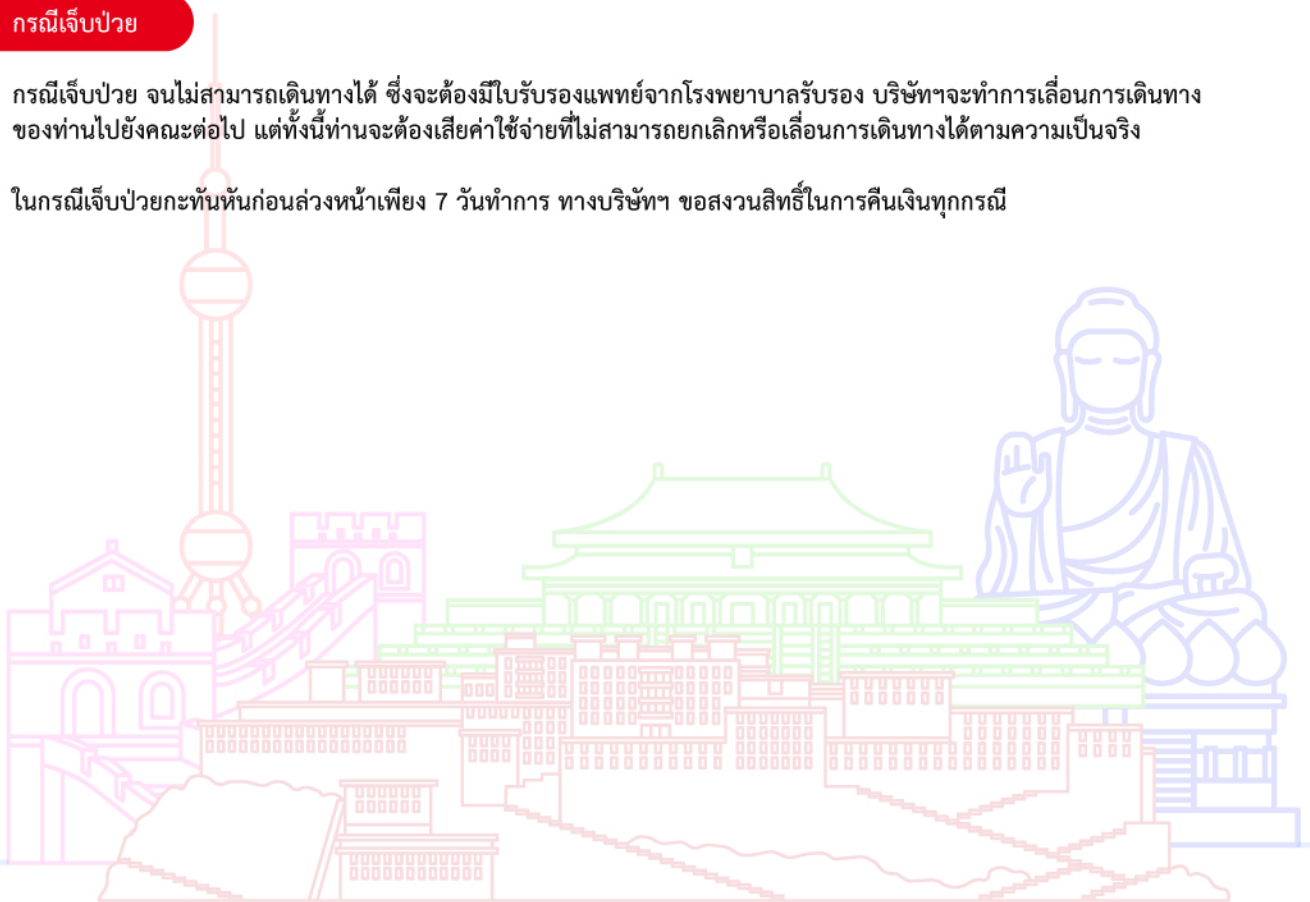 กรณีเจ็บป่วย
กรณีเจ็บป่วย จนไม่สามารถเดินทางได้ ซึ่งจะต้องมีใบรับรองแพทย์จากโรงพยาบาลรับรอง บริษัทฯจะทำการเลื่อนการเดินทาง
ของท่านไปยังคณะต่อไป แต่ทั้งนี้ท่านจะต้องเสียค่าใช้จ่ายที่ไม่สามารถยกเลิกหรือเลื่อนการเดินทางได้ตามความเป็นจริง
ในกรณีเจ็บป่วยกะทันหันก่อนล่วงหน้าเพียง 7 วันทำการ ทางบริษัทฯ ขอสงวนสิทธิ์ในการคืนเงินทุกกรณี